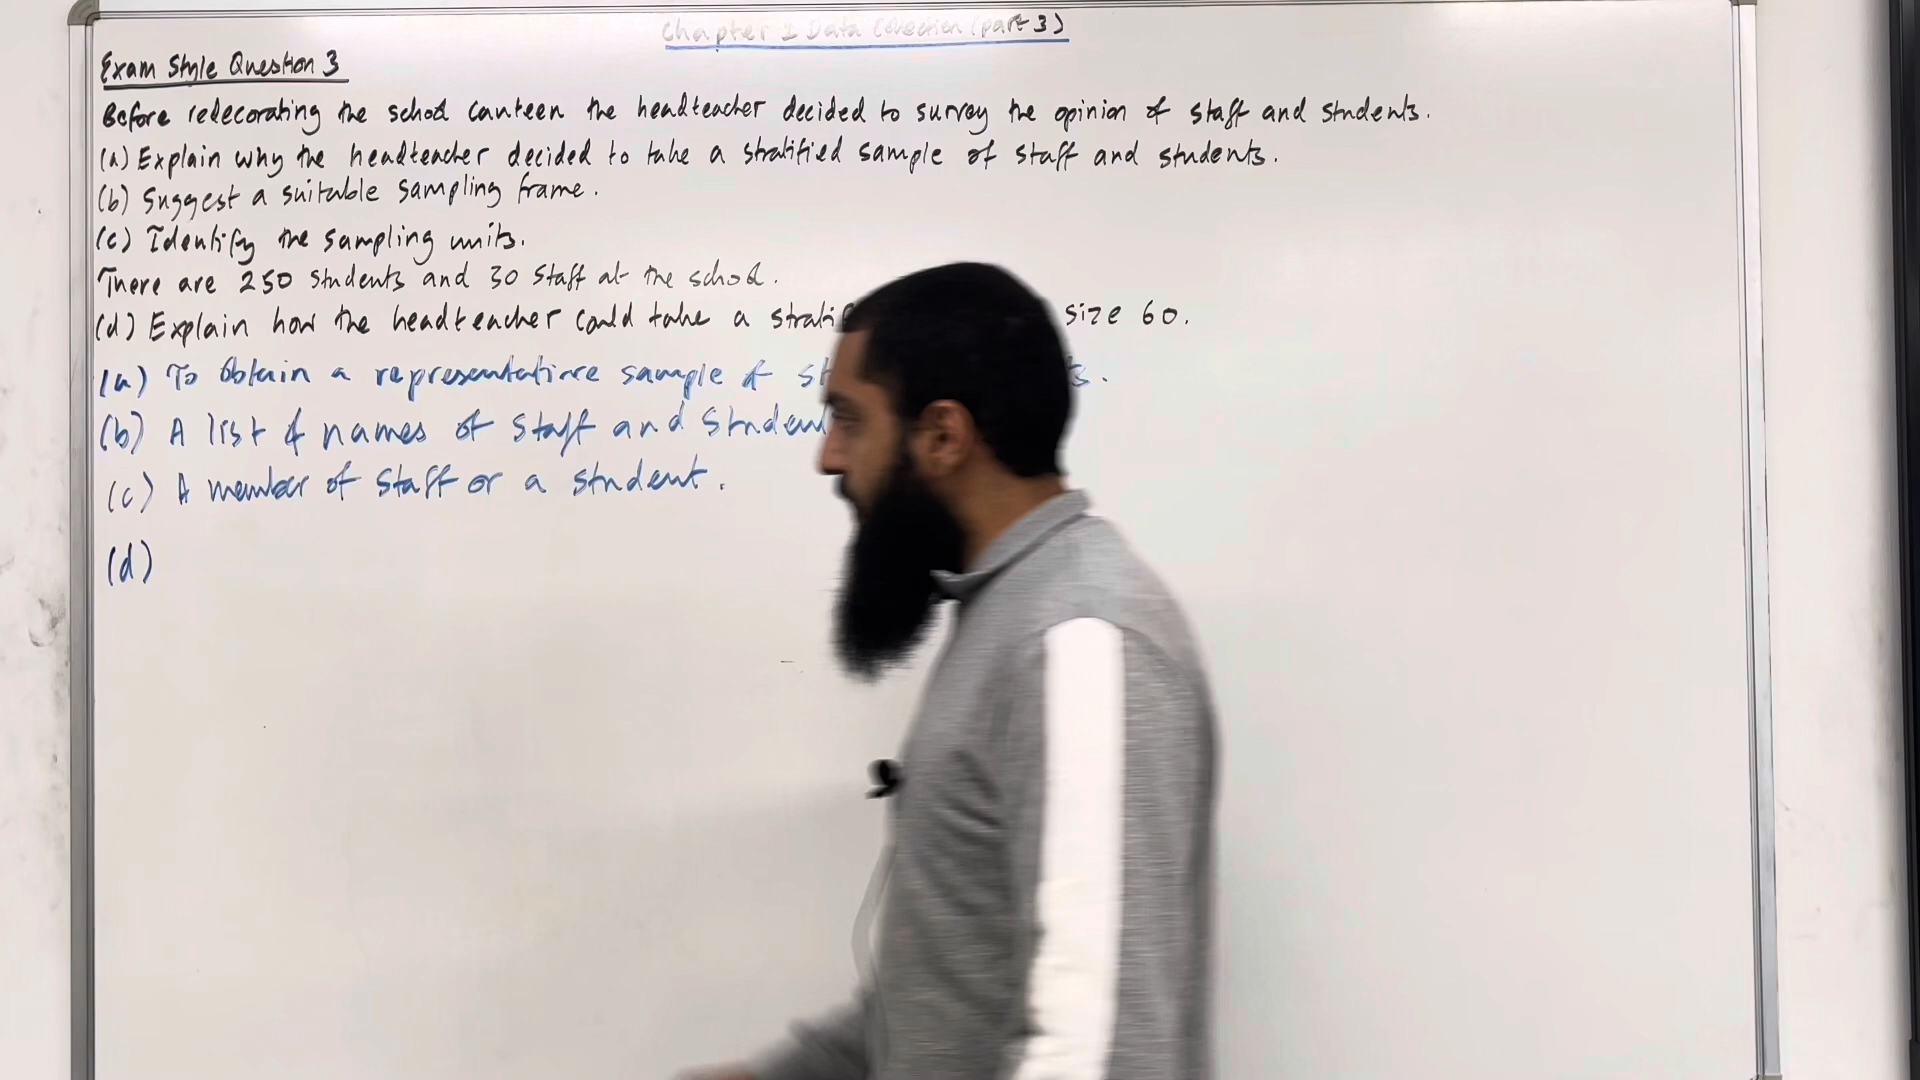 Chapter 1 Data Collection (part 3)
Exam Style Question 3
Before redecorating the school canteen the headteacher decided to survey the opinion of staff and students.
(a) Explain why the headteacher decided to take a stratified sample of staff and students.
(b) Suggest a suitable sampling frame.
(c) Identify the sampling units.
There are 250 students and 30 staff at the school.
(d) Explain how the headteacher could take a strati size 60.
(a) To obtain a representative sample of st s.
(b) A list of names of staff and student
(c) A member of staff or a student.
(d)